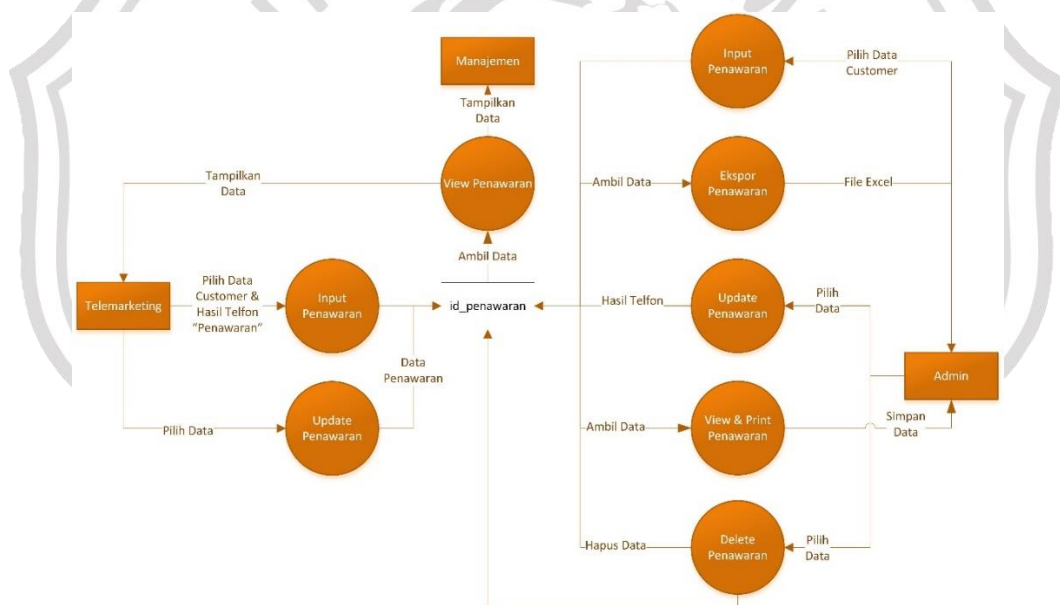 Manajemen
Tampilkan
Data
View Penawaran
Tampilkan
Data
Ambil Data
id_penawaran
Telemarketing
Pilih Data
Customer &
Hasil Telfon
"Penawaran"
Input
Penawaran
Data
Penawaran
Pilih Data
Update
Penawaran
Input
Penawaran
Pilih Data
Customer
Ambil Data
Ekspor
Penawaran
File Excel
Hasil Telfon
Update
Penawaran
Pilih
Data
Admin
Ambil Data
View & Print
Penawaran
Simpan
Data
Hapus Data
Delete
Penawaran
Pilih
Data